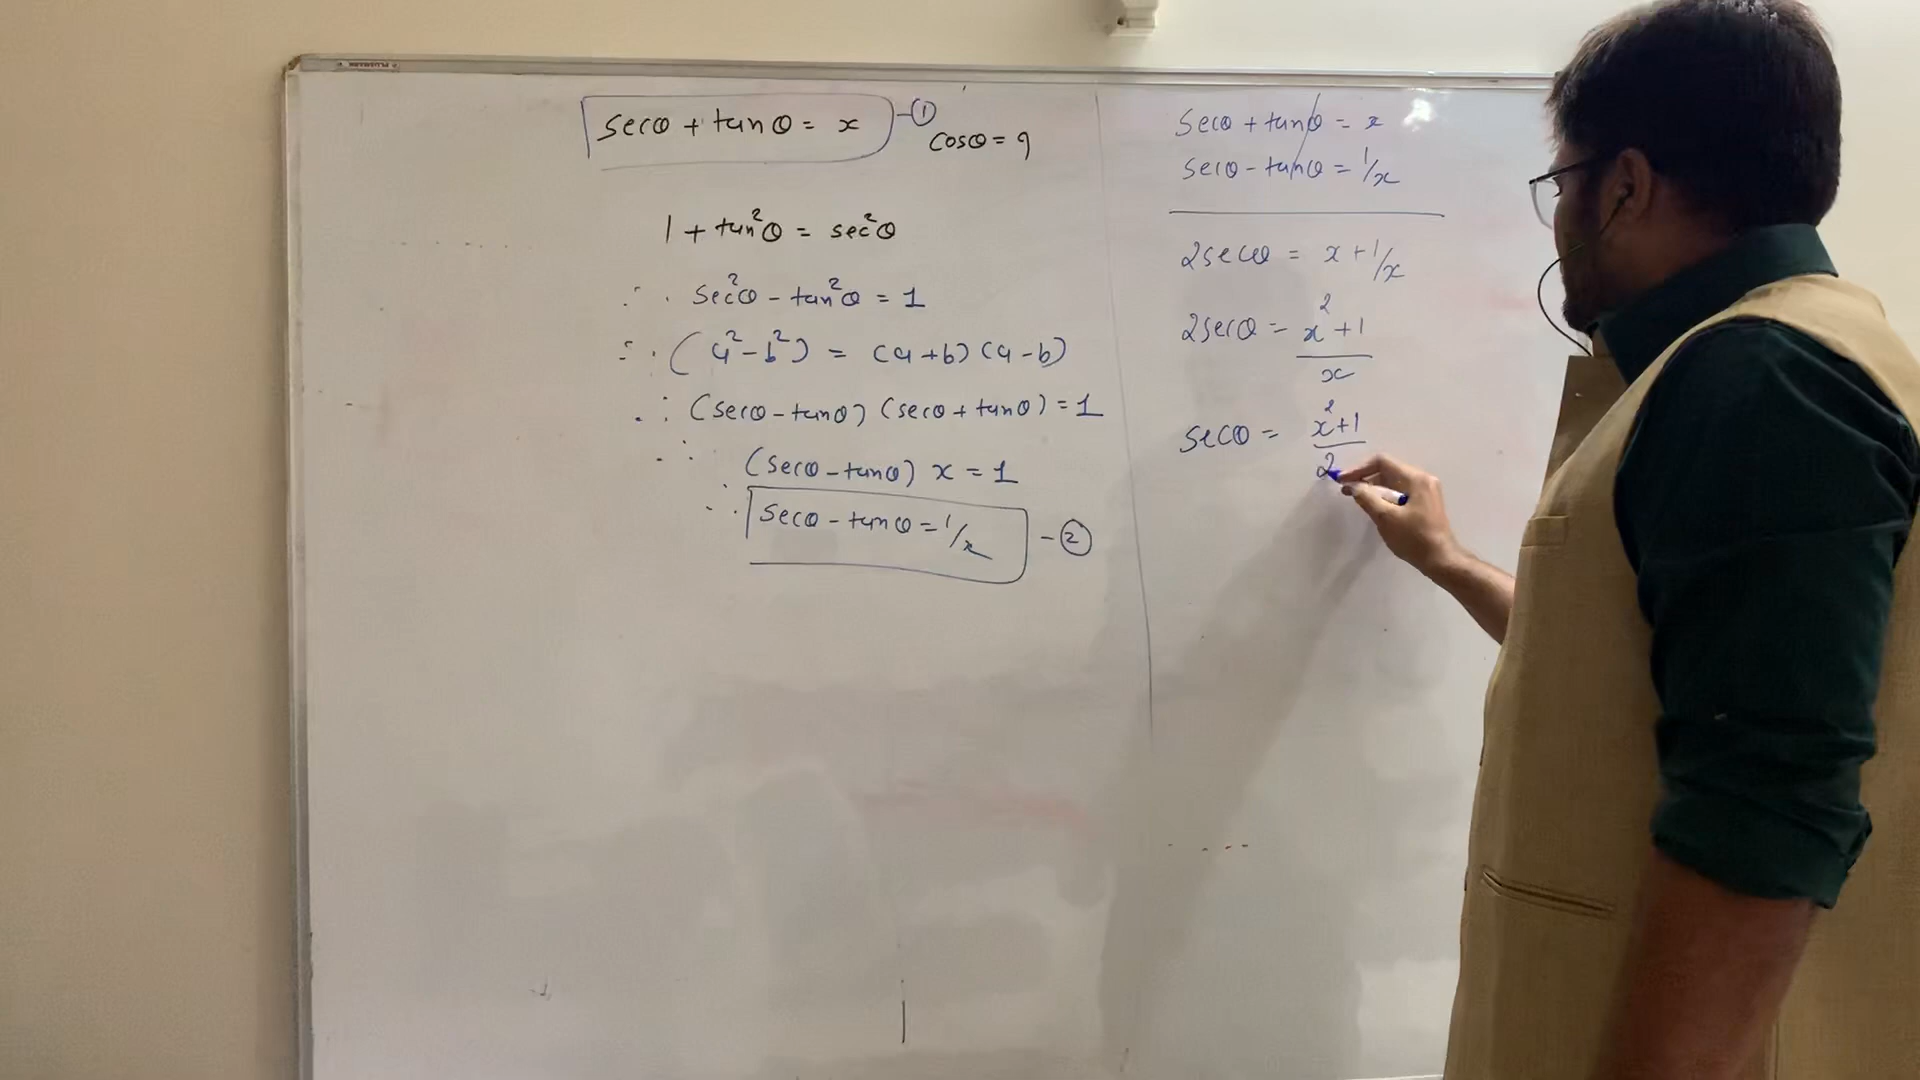 secθ + tanθ = x -①
cosθ = ९
1 + tan²θ = sec²θ
∴ sec²θ - tan²θ = 1
∴ (a² - b²) = (a + b) (a - b)
∴ (secθ - tanθ) (secθ + tanθ) = 1
∴ (secθ - tanθ) x = 1
∴ secθ - tanθ = 1/x -②
secθ + tanθ = x
secθ - tanθ = 1/x
2secθ = x + 1/x
2secθ = x² + 1 / x
secθ = x² + 1 / 2